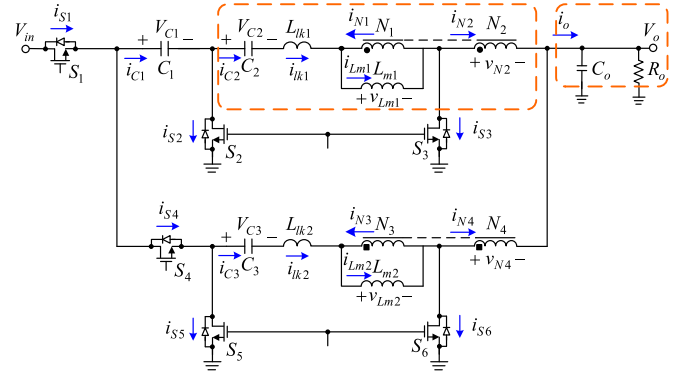 V_in
i_S1
S_1
i_C1
+ V_C1 −
C_1
i_C2
+ V_C2 −
C_2
L_lk1
i_lk1
i_N1
N_1
i_Lm1
L_m1
+ v_Lm1 −
i_N2
N_2
+ v_N2 −
i_o
V_o
C_o
R_o
i_S2
S_2
S_3
i_S3
i_S4
S_4
i_C3
+ V_C3 −
C_3
L_lk2
i_lk2
i_N3
N_3
i_Lm2
L_m2
+ v_Lm2 −
i_N4
N_4
+ v_N4 −
i_S5
S_5
S_6
i_S6